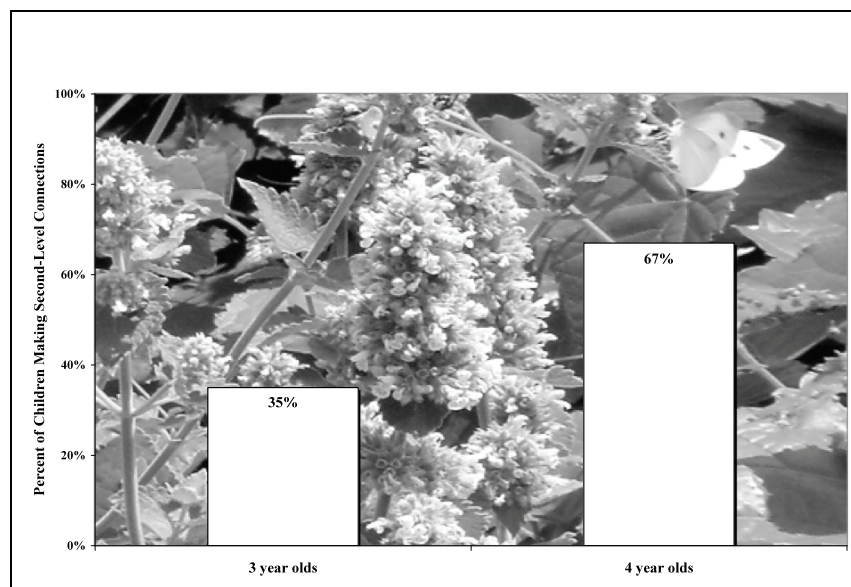 Percent of Children Making Second-Level Connections
100%
80%
60%
40%
20%
0%
35%
67%
3 year olds
4 year olds